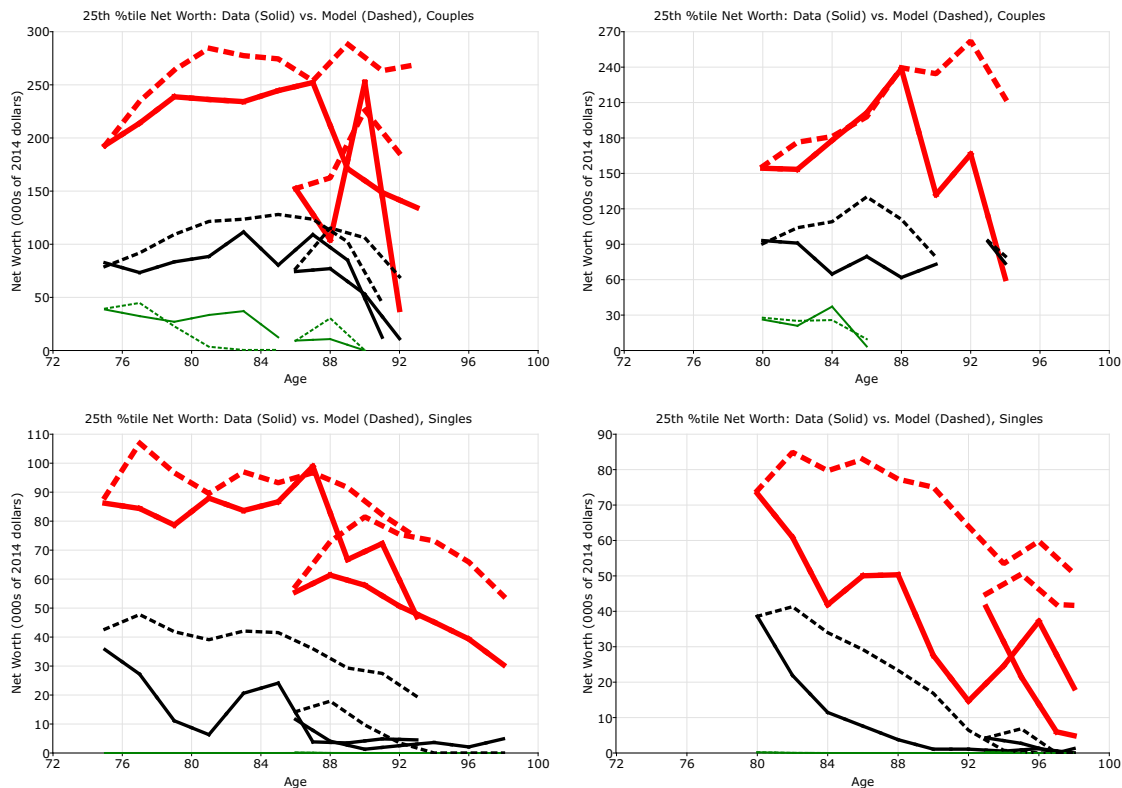 25th %tile Net Worth: Data (Solid) vs. Model (Dashed), Couples
300
250
200
150
100
50
0
72 76 80 84 88 92 96 100
Net Worth (000s of 2014 dollars)
Age
25th %tile Net Worth: Data (Solid) vs. Model (Dashed), Couples
270
240
210
180
150
120
90
60
30
0
72 76 80 84 88 92 96 100
Net Worth (000s of 2014 dollars)
Age
25th %tile Net Worth: Data (Solid) vs. Model (Dashed), Singles
110
100
90
80
70
60
50
40
30
20
10
0
72 76 80 84 88 92 96 100
Net Worth (000s of 2014 dollars)
Age
25th %tile Net Worth: Data (Solid) vs. Model (Dashed), Singles
90
80
70
60
50
40
30
20
10
0
72 76 80 84 88 92 96 100
Net Worth (000s of 2014 dollars)
Age